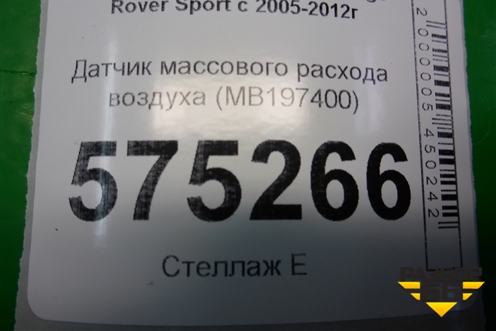 Rover Sport с 2005-2012г
Датчик массового расхода
воздуха (MB197400)
575266
Стеллаж Е
2000005450242